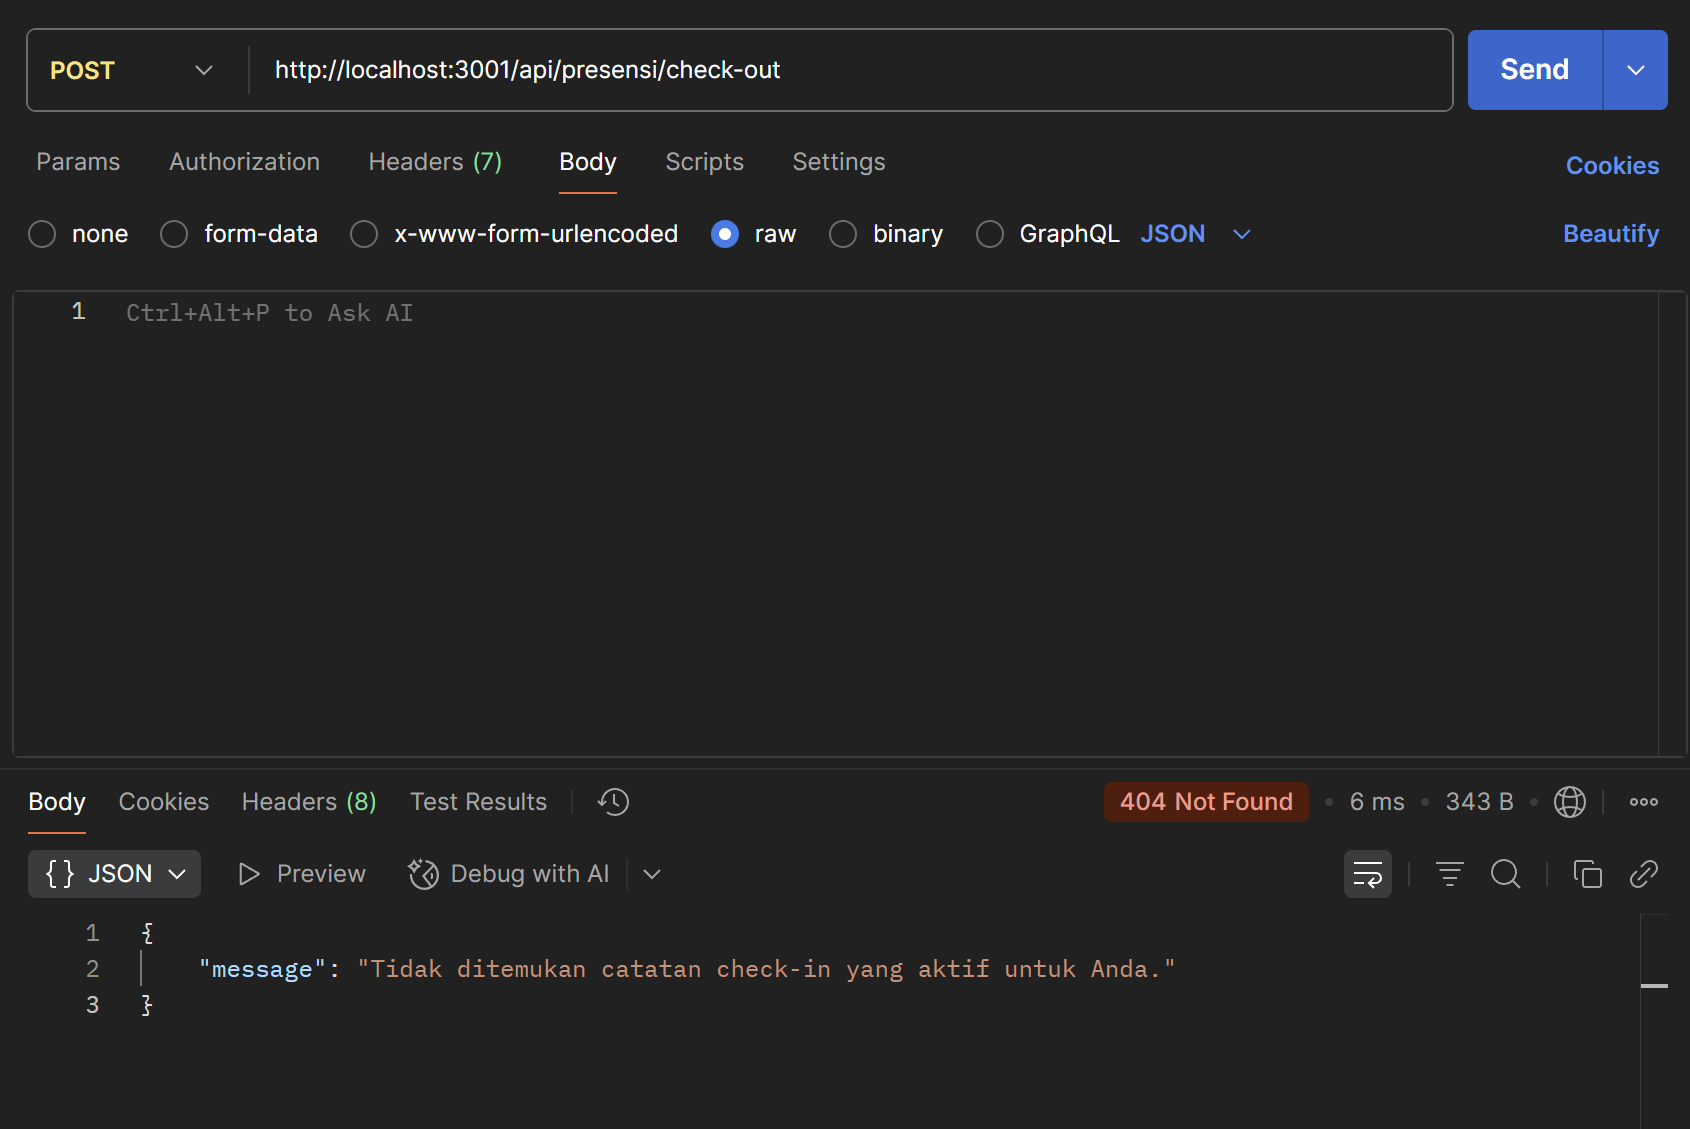 POST http://localhost:3001/api/presensi/check-out Send
Params Authorization Headers (7) Body Scripts Settings Cookies
none form-data x-www-form-urlencoded raw binary GraphQL JSON Beautify
1 Ctrl+Alt+P to Ask AI
Body Cookies Headers (8) Test Results 404 Not Found • 6 ms • 343 B •
{} JSON Preview Debug with AI
1 {
2 "message": "Tidak ditemukan catatan check-in yang aktif untuk Anda."
3 }